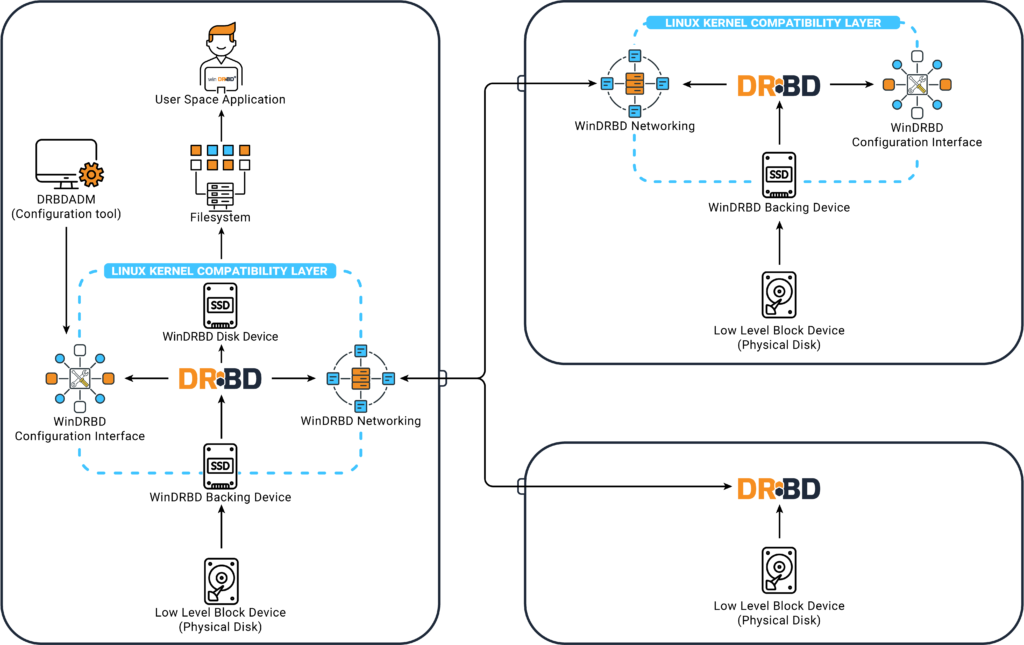 win DRBD
User Space Application
DRBDADM
(Configuration tool)
Filesystem
LINUX KERNEL COMPATIBILITY LAYER
SSD
WinDRBD Disk Device
DRBD
WinDRBD
Configuration Interface
WinDRBD Networking
SSD
WinDRBD Backing Device
Low Level Block Device
(Physical Disk)
LINUX KERNEL COMPATIBILITY LAYER
DRBD
WinDRBD Networking
WinDRBD
Configuration Interface
SSD
WinDRBD Backing Device
Low Level Block Device
(Physical Disk)
DRBD
Low Level Block Device
(Physical Disk)